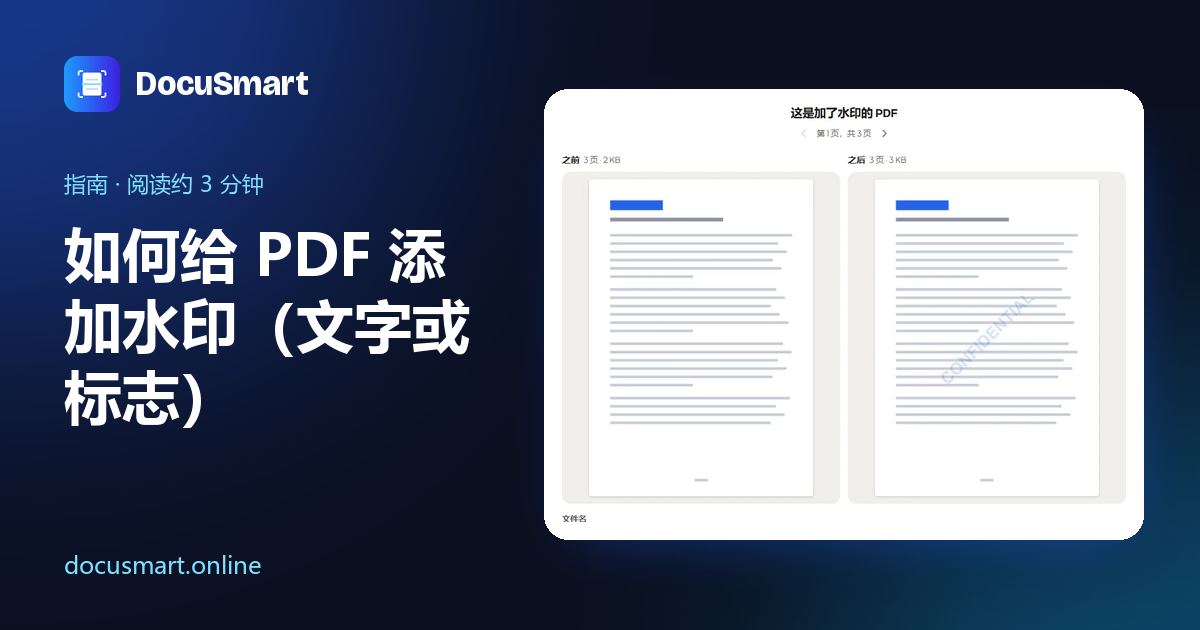 DocuSmart
指南 · 阅读约 3 分钟
如何给 PDF 添
加水印（文字或
标志）
docusmart.online
这是加了水印的 PDF
第1页, 共3页
之前 3 页 · 2 KB
之后 3 页 · 3 KB
CONFIDENTIAL
文件名